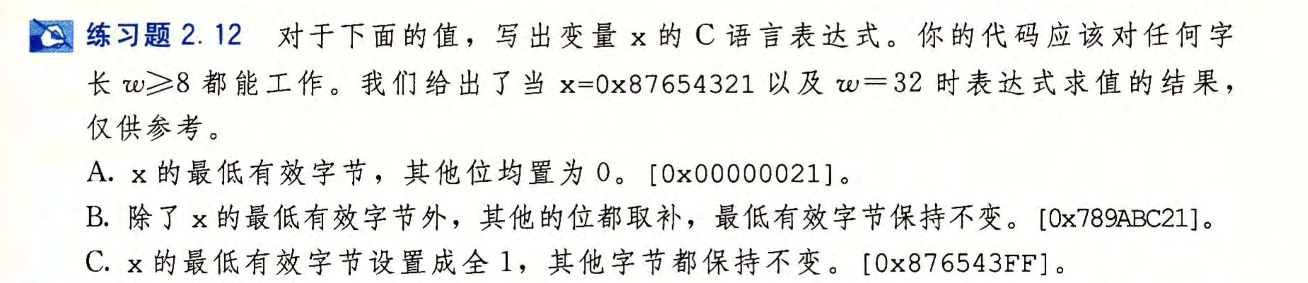 练习题 2.12 对于下面的值，写出变量 x 的 C 语言表达式。你的代码应该对任何字
长 w≥8 都能工作。我们给出了当 x=0x87654321 以及 w=32 时表达式求值的结果，
仅供参考。
A. x 的最低有效字节，其他位均置为 0。[0x00000021]。
B. 除了 x 的最低有效字节外，其他的位都取补，最低有效字节保持不变。[0x789ABC21]。
C. x 的最低有效字节设置成全 1，其他字节都保持不变。[0x876543FF]。